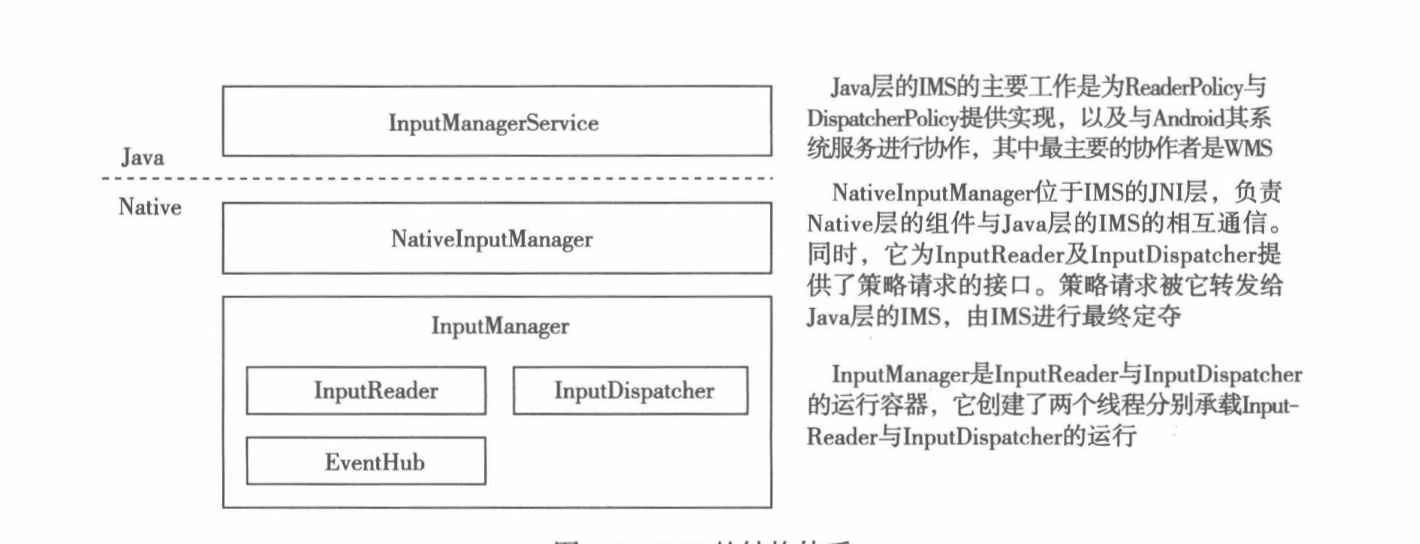 InputManagerService
Java
Native
NativeInputManager
InputManager
InputReader
InputDispatcher
EventHub
Java层的IMS的主要工作是为ReaderPolicy与
DispatcherPolicy提供实现，以及与Android其系
统服务进行协作，其中最主要的协作者是WMS
NativeInputManager位于IMS的JNI层，负责
Native层的组件与Java层的IMS的相互通信。
同时，它为InputReader及InputDispatcher提
供了策略请求的接口。策略请求被它转发给
Java层的IMS，由IMS进行最终定夺
InputManager是InputReader与InputDispatcher
的运行容器，它创建了两个线程分别承载Input-
Reader与InputDispatcher的运行